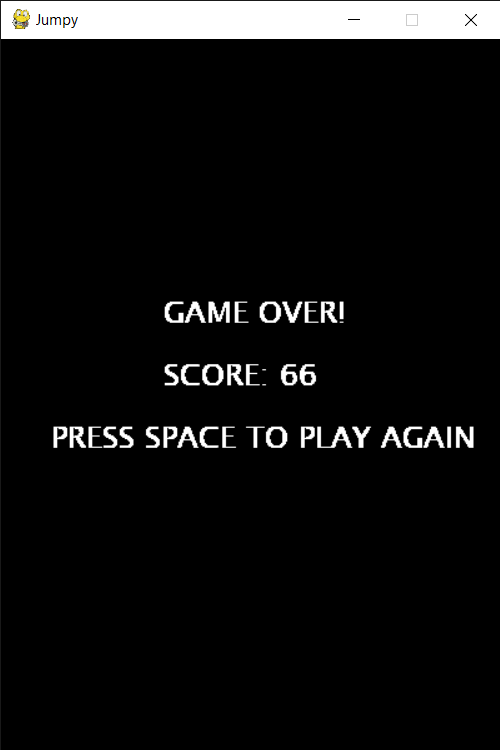 Jumpy
GAME OVER!
SCORE: 66
PRESS SPACE TO PLAY AGAIN